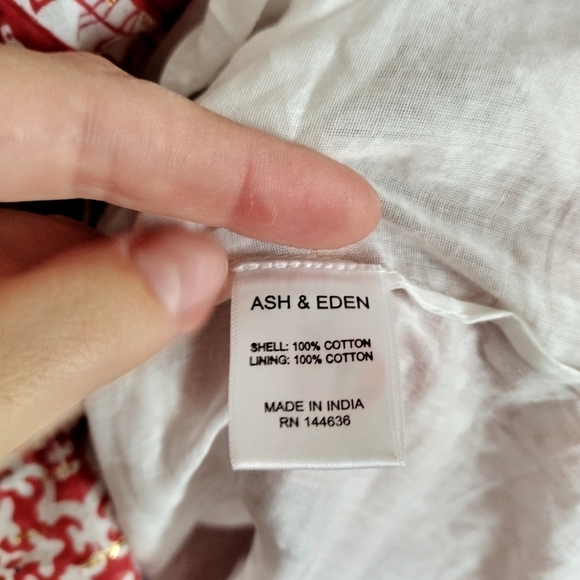 ASH & EDEN
SHELL: 100% COTTON
LINING: 100% COTTON
MADE IN INDIA
RN 144636